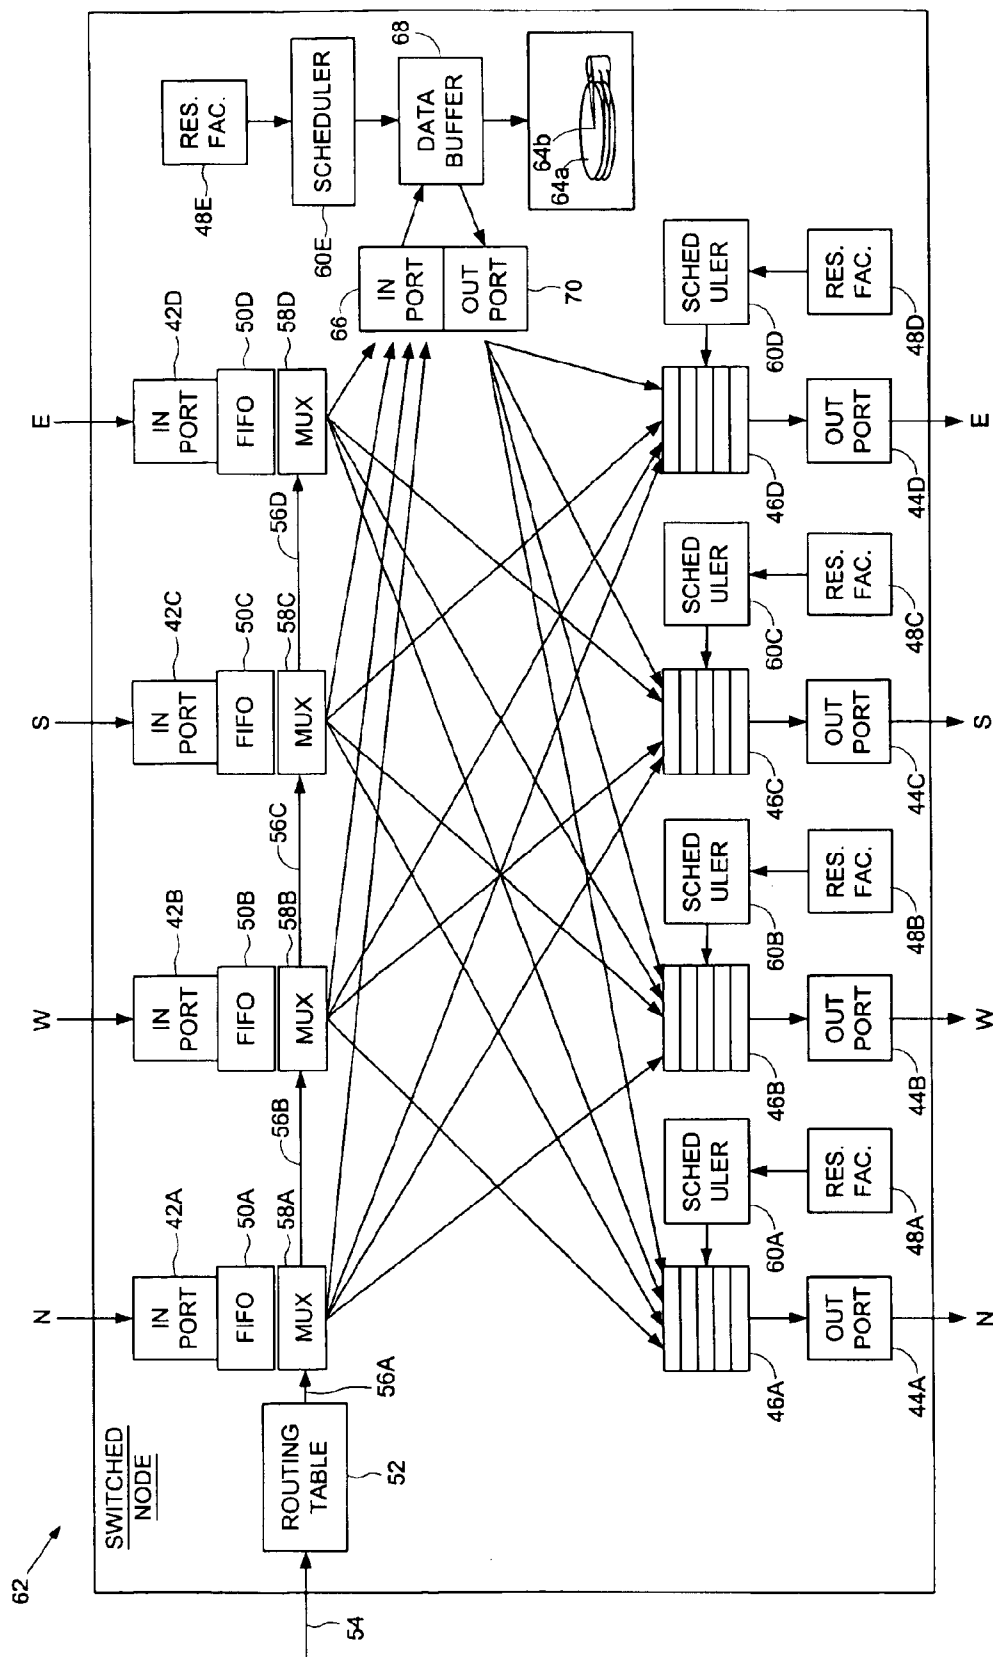 62
SWITCHED
NODE
54
ROUTING
TABLE
52
56A
N
W
S
E
IN
PORT
42A
FIFO
50A
MUX
58A
56B
IN
PORT
42B
FIFO
50B
MUX
58B
56C
IN
PORT
42C
FIFO
50C
MUX
58C
56D
IN
PORT
42D
FIFO
50D
MUX
58D
RES.
FAC.
48E
SCHEDULER
60E
DATA
BUFFER
68
64a
64b
66
IN
PORT
OUT
PORT
70
46A
SCHED
ULER
60A
46B
SCHED
ULER
60B
46C
SCHED
ULER
60C
46D
SCHED
ULER
60D
OUT
PORT
44A
RES.
FAC.
48A
OUT
PORT
44B
RES.
FAC.
48B
OUT
PORT
44C
RES.
FAC.
48C
OUT
PORT
44D
RES.
FAC.
48D
N
W
S
E